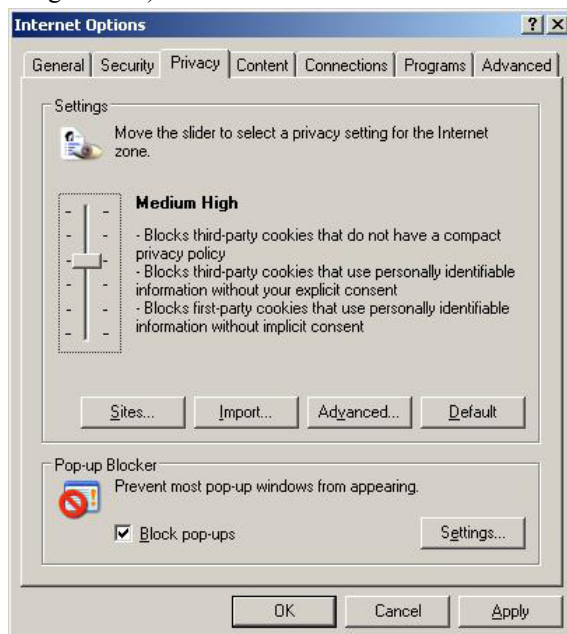 Internet Options
General Security Privacy Content Connections Programs Advanced
Settings
Move the slider to select a privacy setting for the Internet
zone.
Medium High
- Blocks third-party cookies that do not have a compact
privacy policy
- Blocks third-party cookies that use personally identifiable
information without your explicit consent
- Blocks first-party cookies that use personally identifiable
information without implicit consent
Sites... Import... Advanced... Default
Pop-up Blocker
Prevent most pop-up windows from appearing.
Block pop-ups Settings...
OK Cancel Apply